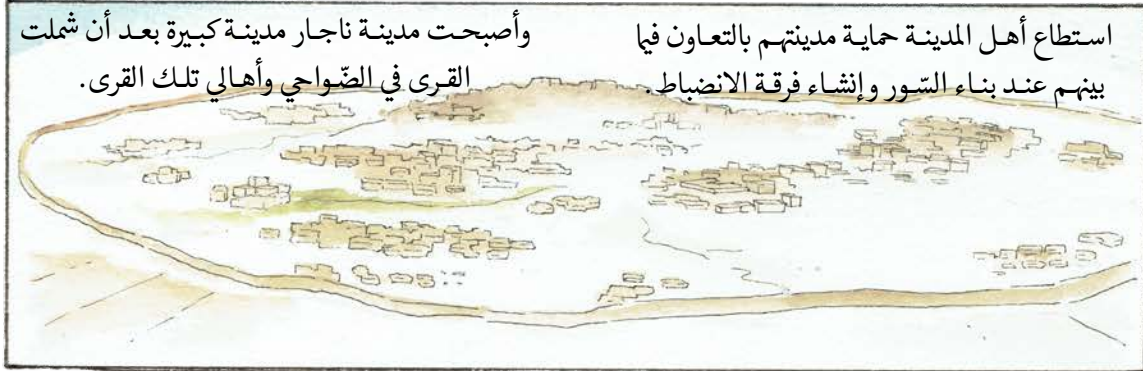 استطاع أهل المدينة حماية مدينتهم بالتعاون فيما
بينهم عند بناء السّور وإنشاء فرقة الانضباط.
وأصبحت مدينة ناجار مدينة كبيرة بعد أن شملت
القرى في الضّواحي وأهالي تلك القرى.